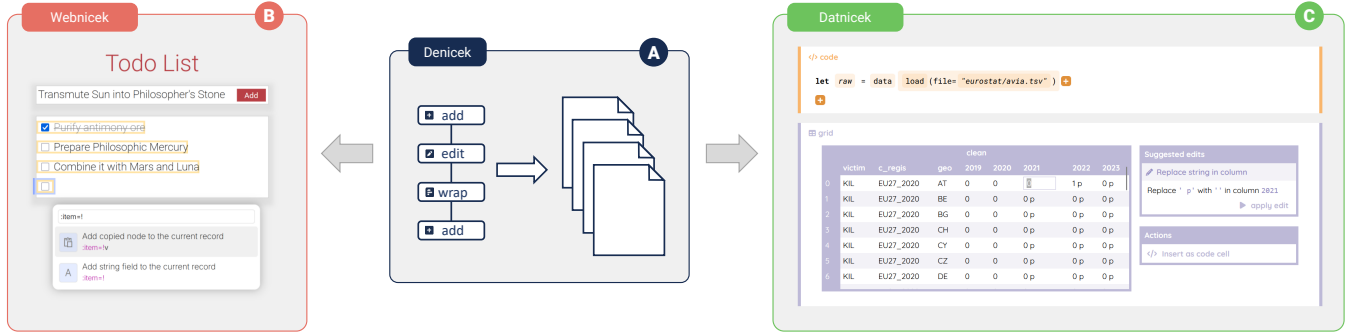 Webnicek
B
Todo List
Transmute Sun into Philosopher's Stone Add
Purify antimony ore
Prepare Philosophic Mercury
Combine it with Mars and Luna
:item=!
Add copied node to the current record
:item=!v
A Add string field to the current record
:item=!
Denicek
A
add
edit
wrap
add
Datnicek
C
</> code
let raw = data load (file= "eurostat/avia.tsv" )
grid
clean
victim c_regis geo 2019 2020 2021 2022 2023
0 KIL EU27_2020 AT 0 0 0 1 p 0 p
1 KIL EU27_2020 BE 0 0 0 p 0 p 0 p
2 KIL EU27_2020 BG 0 0 0 p 0 p 0 p
3 KIL EU27_2020 CH 0 0 0 p 0 p 0 p
4 KIL EU27_2020 CY 0 0 0 p 0 p 0 p
5 KIL EU27_2020 CZ 0 0 0 p 0 p 0 p
6 KIL EU27_2020 DE 0 0 0 p 0 p 0 p
Suggested edits
Replace string in column
Replace ' p' with '' in column 2021
apply edit
Actions
</> Insert as code cell